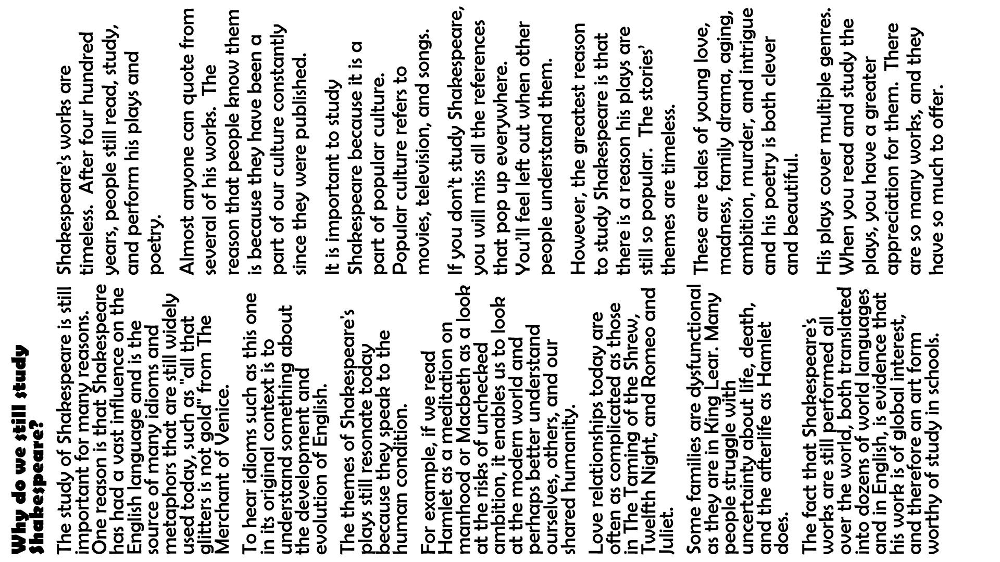 Why do we still study
Shakespeare?
The study of Shakespeare is still
important for many reasons.
One reason is that Shakespeare
has had a vast influence on the
English language and is the
source of many idioms and
metaphors that are still widely
used today, such as "all that
glitters is not gold" from The
Merchant of Venice.
To hear idioms such as this one
in its original context is to
understand something about
the development and
evolution of English.
The themes of Shakespeare's
plays still resonate today
because they speak to the
human condition.
For example, if we read
Hamlet as a meditation on
manhood or Macbeth as a look
at the risks of unchecked
ambition, it enables us to look
at the modern world and
perhaps better understand
ourselves, others, and our
shared humanity.
Love relationships today are
often as complicated as those
in The Taming of the Shrew,
Twelfth Night, and Romeo and
Juliet.
Some families are dysfunctional
as they are in King Lear. Many
people struggle with
uncertainty about life, death,
and the afterlife as Hamlet
does.
The fact that Shakespeare's
works are still performed all
over the world, both translated
into dozens of world languages
and in English, is evidence that
his work is of global interest,
and therefore an art form
worthy of study in schools.
Shakespeare’s works are
timeless.  After four hundred
years, people still read, study,
and perform his plays and
poetry.
Almost anyone can quote from
several of his works.  The
reason that people know them
is because they have been a
part of our culture constantly
since they were published.
It is important to study
Shakespeare because it is a
part of popular culture.
Popular culture refers to
movies, television, and songs.
If you don’t study Shakespeare,
you will miss all the references
that pop up everywhere.
You’ll feel left out when other
people understand them.
However, the greatest reason
to study Shakespeare is that
there is a reason his plays are
still so popular.  The stories’
themes are timeless.
These are tales of young love,
madness, family drama, aging,
ambition, murder, and intrigue
and his poetry is both clever
and beautiful.
His plays cover multiple genres.
When you read and study the
plays, you have a greater
appreciation for them.  There
are so many works, and they
have so much to offer.